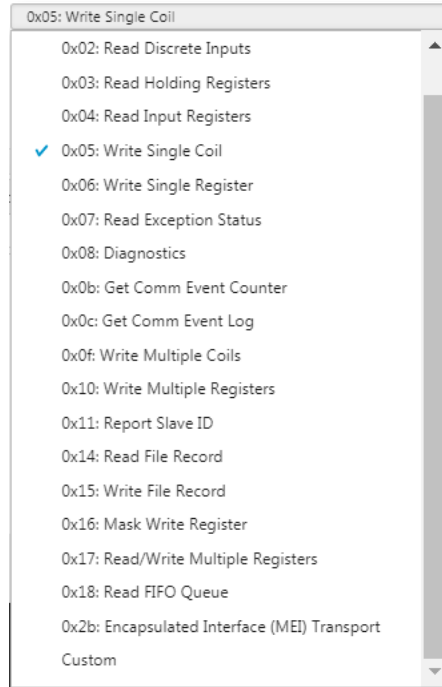 0x05: Write Single Coil
0x02: Read Discrete Inputs
0x03: Read Holding Registers
0x04: Read Input Registers
0x05: Write Single Coil
0x06: Write Single Register
0x07: Read Exception Status
0x08: Diagnostics
0x0b: Get Comm Event Counter
0x0c: Get Comm Event Log
0x0f: Write Multiple Coils
0x10: Write Multiple Registers
0x11: Report Slave ID
0x14: Read File Record
0x15: Write File Record
0x16: Mask Write Register
0x17: Read/Write Multiple Registers
0x18: Read FIFO Queue
0x2b: Encapsulated Interface (MEI) Transport
Custom